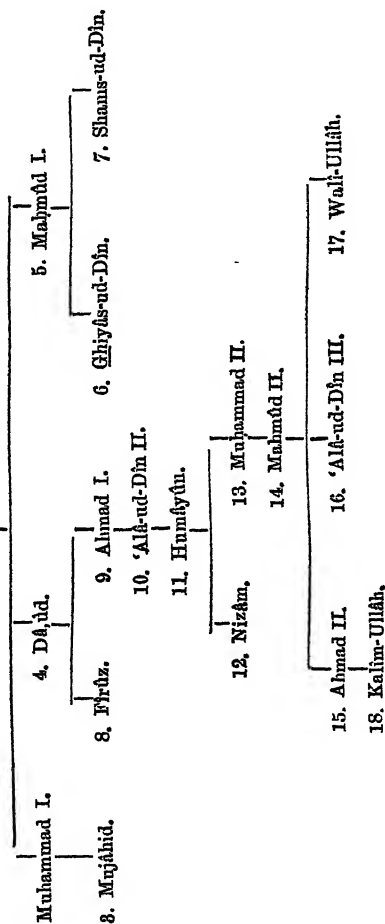 Muhammad I. 4. Dâ,ûd. 5. Maḥmûd I.
3. Mujâhid. 8. Fîrûz. 9. Ahmad I. 6. Ghiyâs-ud-Dîn. 7. Shams-ud-Dîn.
10. ‘Alâ-ud-Dîn II.
11. Humâyûn.
12. Nizâm. 13. Muhammad II.
14. Mahmûd II.
15. Ahmad II. 16. ‘Alâ-ud-Dîn III. 17. Walî-Ullâh.
18. Kalîm-Ullâh.